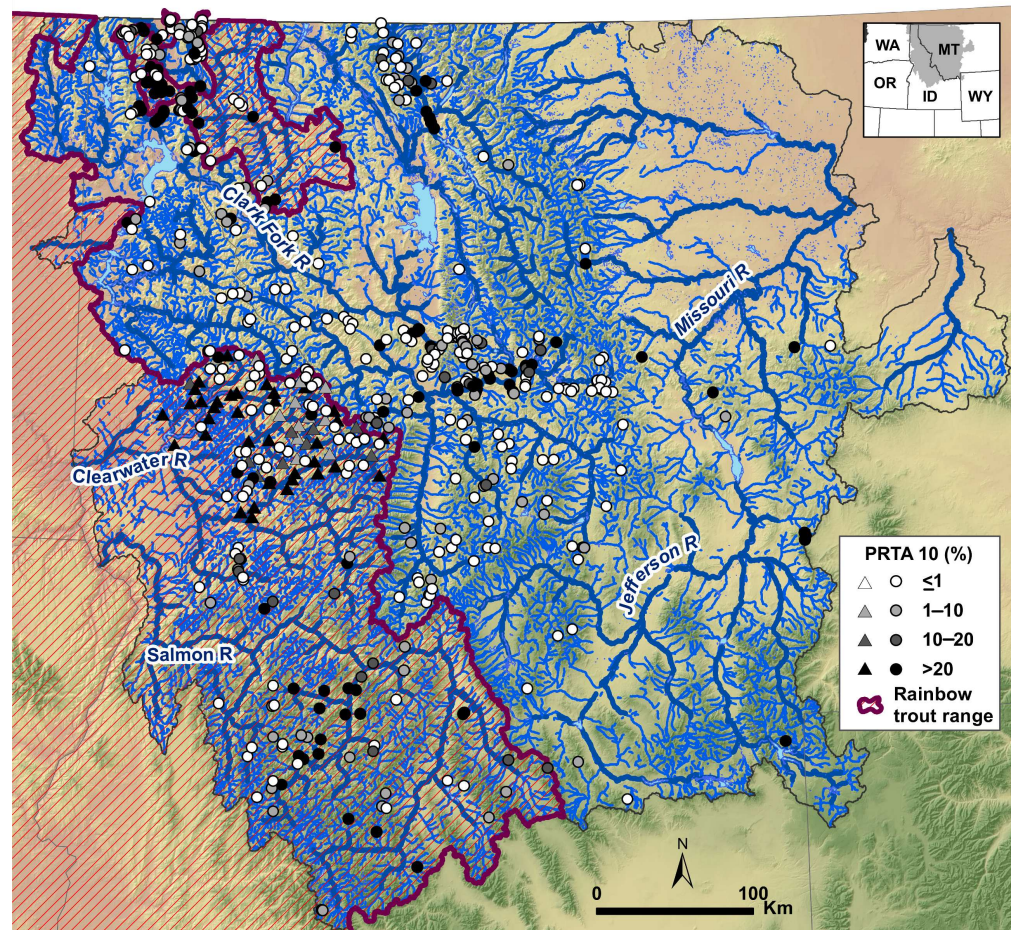 WA
MT
OR
ID
WY
Clark Fork R
Missouri R
Clearwater R
Jefferson R
Salmon R
PRTA 10 (%)
≤1
1–10
10–20
>20
Rainbow
trout range
N
0 100
Km